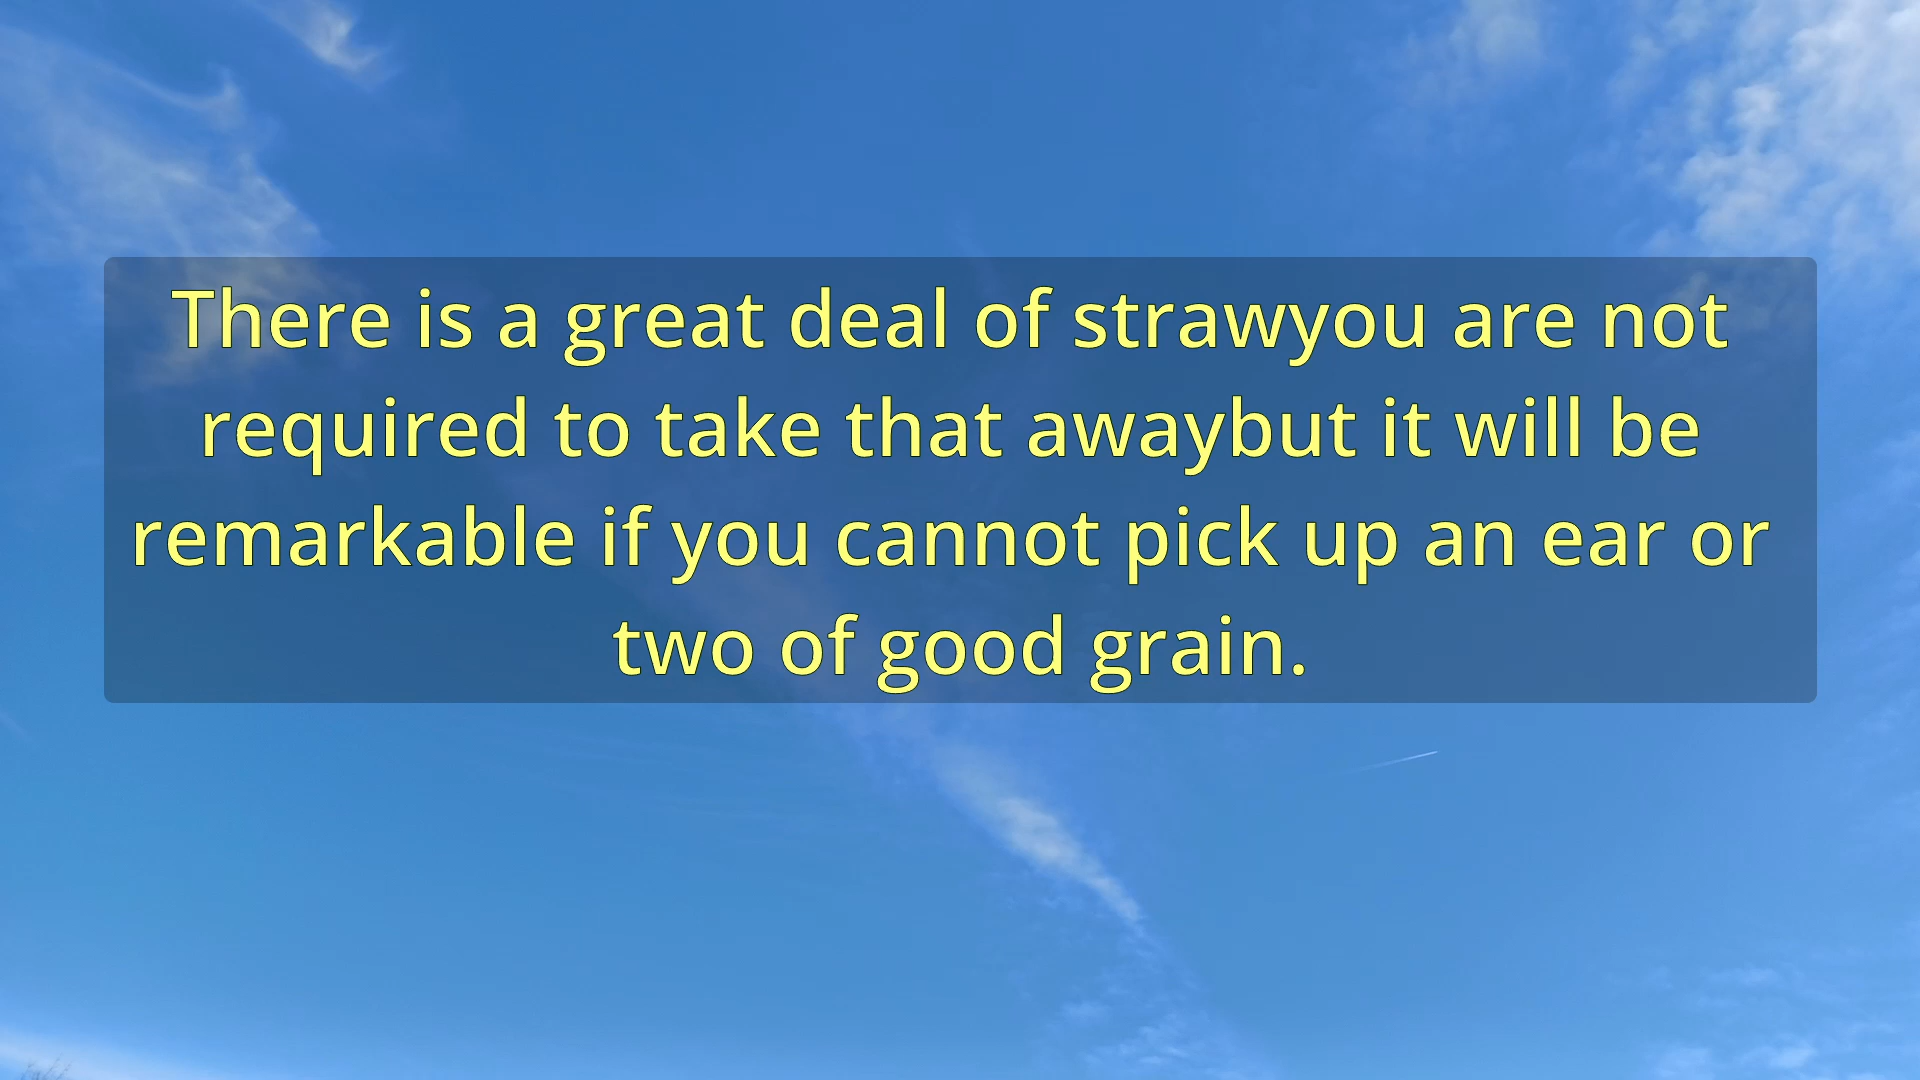 There is a great deal of strawyou are not
required to take that awaybut it will be
remarkable if you cannot pick up an ear or
two of good grain.